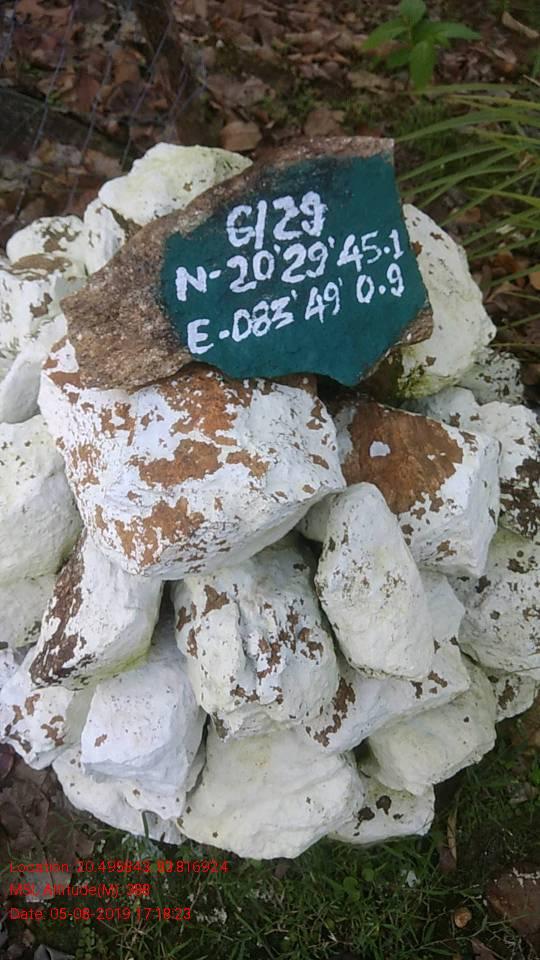 G/29
N-20'29'45.1
E-083'49' 0.9
Location: 20.495843 83.816924
MSL Altitude(M): 388
Date: 05-08-2019 17:18:23